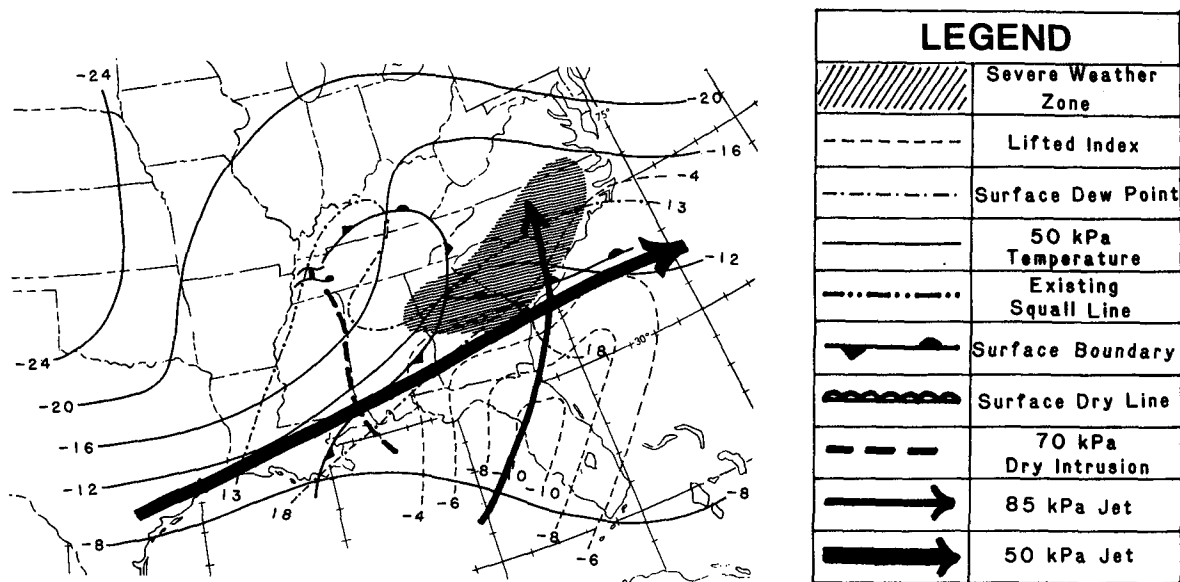 -24
-20
75°
-16
-4
13
L
-12
-24
30°
18
-20
-16
-12
13
18
-8
-4
-6
-8
-10
-10
-8
-6
-8
LEGEND
Severe Weather
Zone
Lifted Index
Surface Dew Point
50 kPa
Temperature
Existing
Squall Line
Surface Boundary
Surface Dry Line
70 kPa
Dry Intrusion
85 kPa Jet
50 kPa Jet